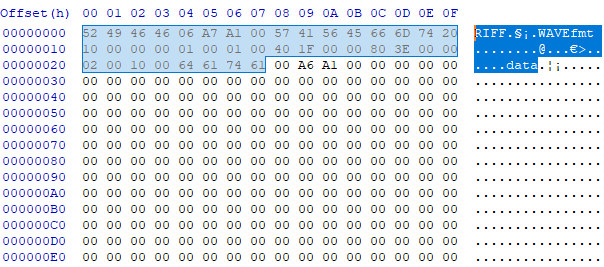 Offset(h) 00 01 02 03 04 05 06 07 08 09 0A 0B 0C 0D 0E 0F
00000000 52 49 46 46 06 A7 A1 00 57 41 56 45 66 6D 74 20 RIFF.§¡.WAVEfmt
00000010 10 00 00 00 01 00 01 00 40 1F 00 00 80 3E 00 00 ........@...€>..
00000020 02 00 10 00 64 61 74 61 00 A6 A1 00 00 00 00 00 ....data.¦¡.....
00000030 00 00 00 00 00 00 00 00 00 00 00 00 00 00 00 00 ................
00000040 00 00 00 00 00 00 00 00 00 00 00 00 00 00 00 00 ................
00000050 00 00 00 00 00 00 00 00 00 00 00 00 00 00 00 00 ................
00000060 00 00 00 00 00 00 00 00 00 00 00 00 00 00 00 00 ................
00000070 00 00 00 00 00 00 00 00 00 00 00 00 00 00 00 00 ................
00000080 00 00 00 00 00 00 00 00 00 00 00 00 00 00 00 00 ................
00000090 00 00 00 00 00 00 00 00 00 00 00 00 00 00 00 00 ................
000000A0 00 00 00 00 00 00 00 00 00 00 00 00 00 00 00 00 ................
000000B0 00 00 00 00 00 00 00 00 00 00 00 00 00 00 00 00 ................
000000C0 00 00 00 00 00 00 00 00 00 00 00 00 00 00 00 00 ................
000000D0 00 00 00 00 00 00 00 00 00 00 00 00 00 00 00 00 ................
000000E0 00 00 00 00 00 00 00 00 00 00 00 00 00 00 00 00 ................